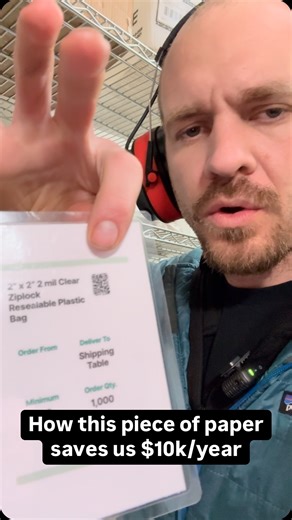 2" x 2" 2 mil Clear
Ziplock
Reseiable Plastic
Bag
Order From
Deliver To
Shipping
Table
Minimum
Order Qty.
1,000
How this piece of paper
saves us $10k/year